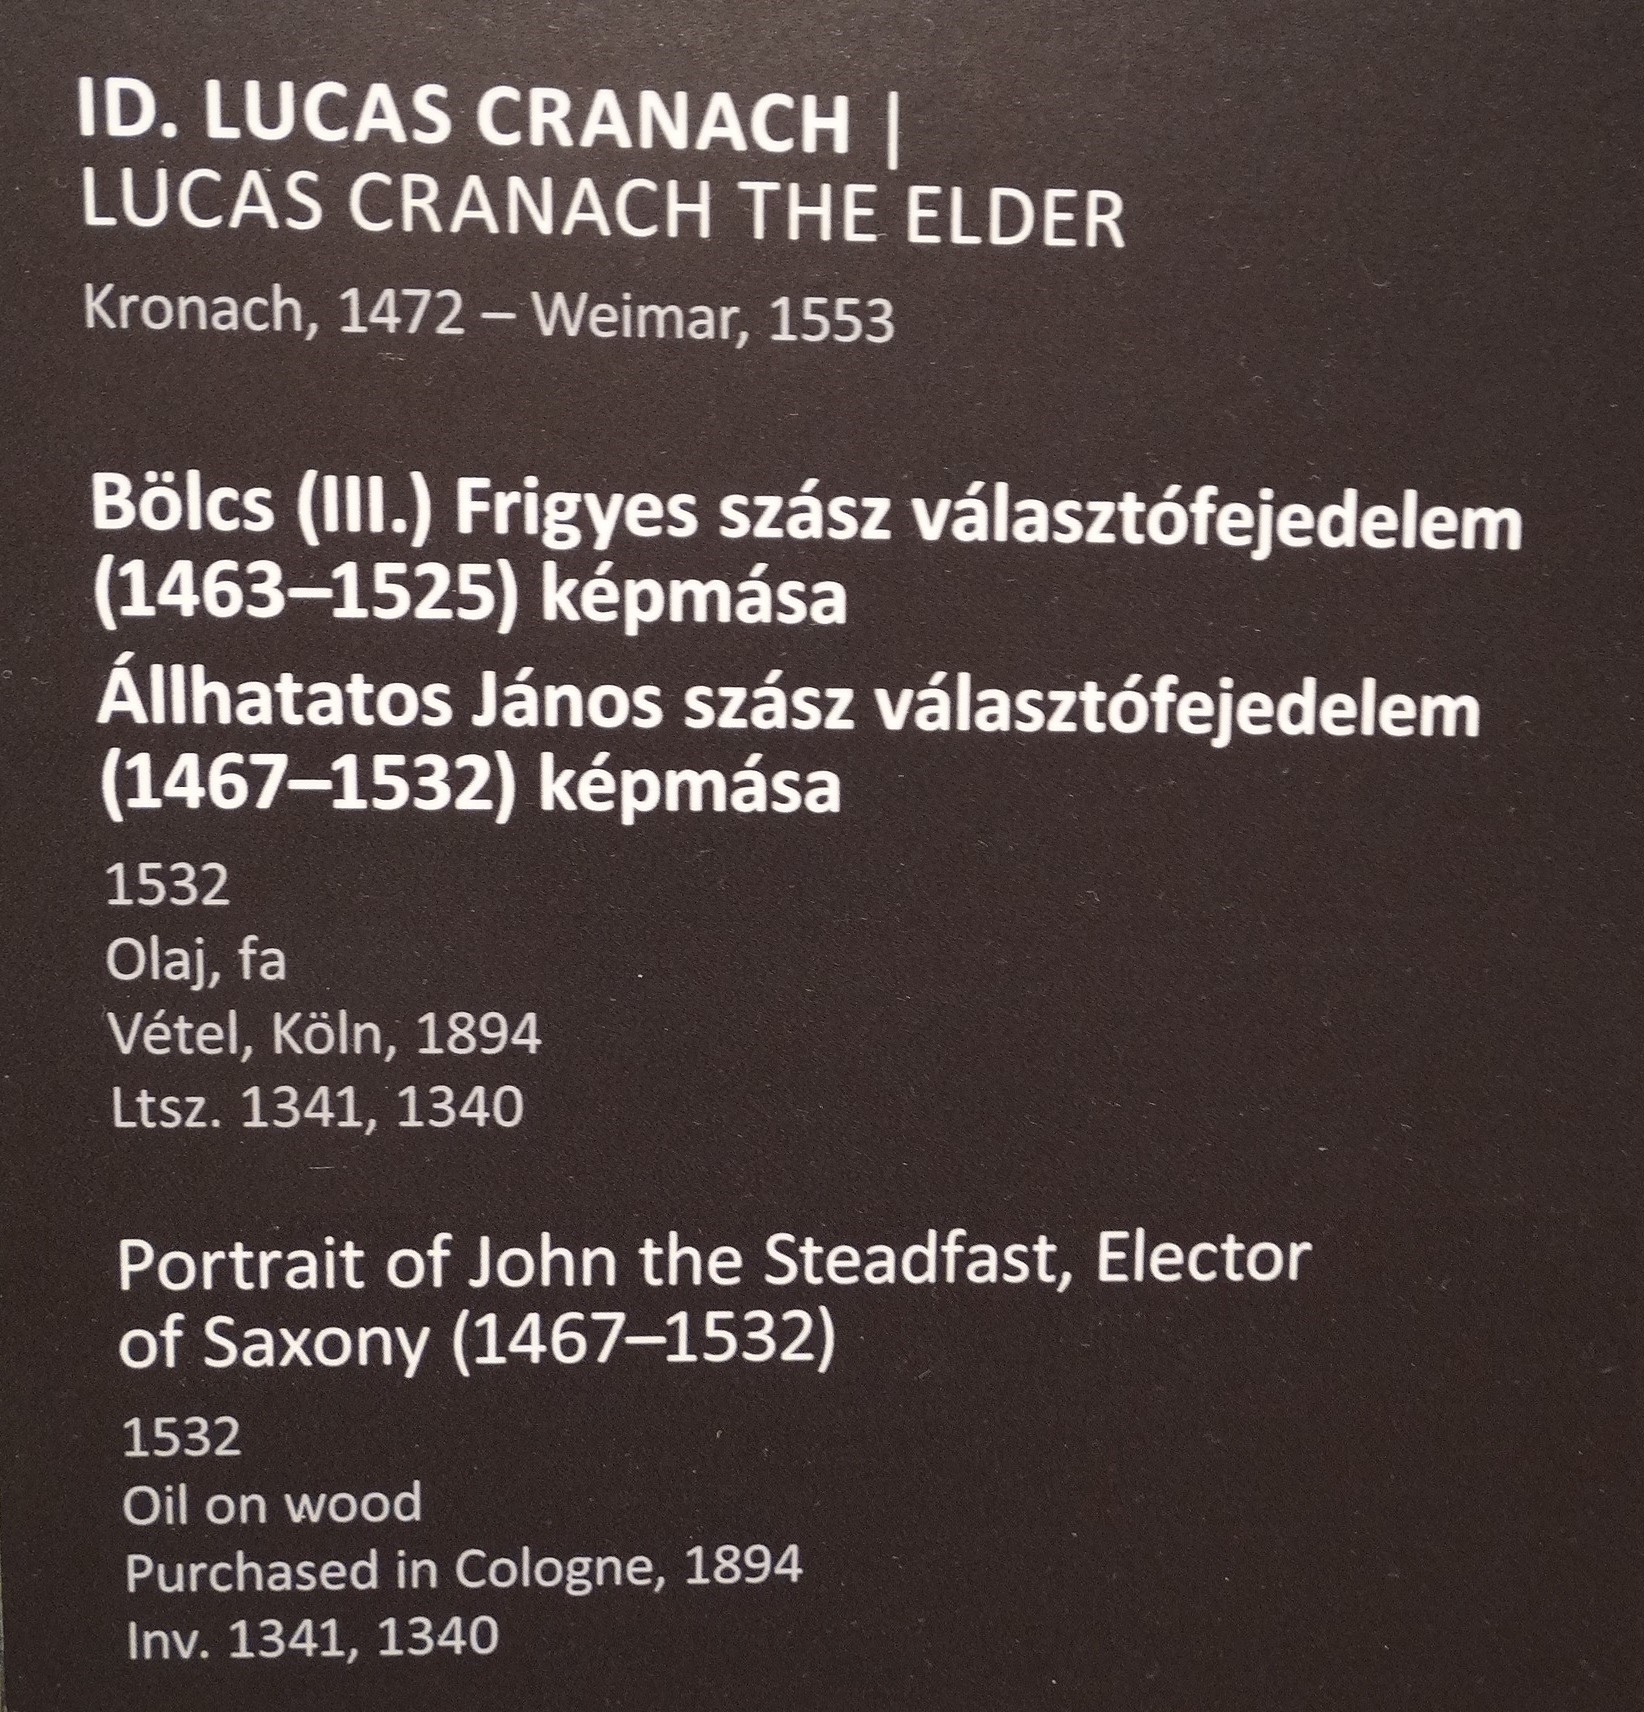 ID. LUCAS CRANACH |
LUCAS CRANACH THE ELDER
Kronach, 1472 – Weimar, 1553
Bölcs (III.) Frigyes szász választófejedelem
(1463–1525) képmása
Állhatatos János szász választófejedelem
(1467–1532) képmása
1532
Olaj, fa
Vétel, Köln, 1894
Ltsz. 1341, 1340
Portrait of John the Steadfast, Elector
of Saxony (1467–1532)
1532
Oil on wood
Purchased in Cologne, 1894
Inv. 1341, 1340